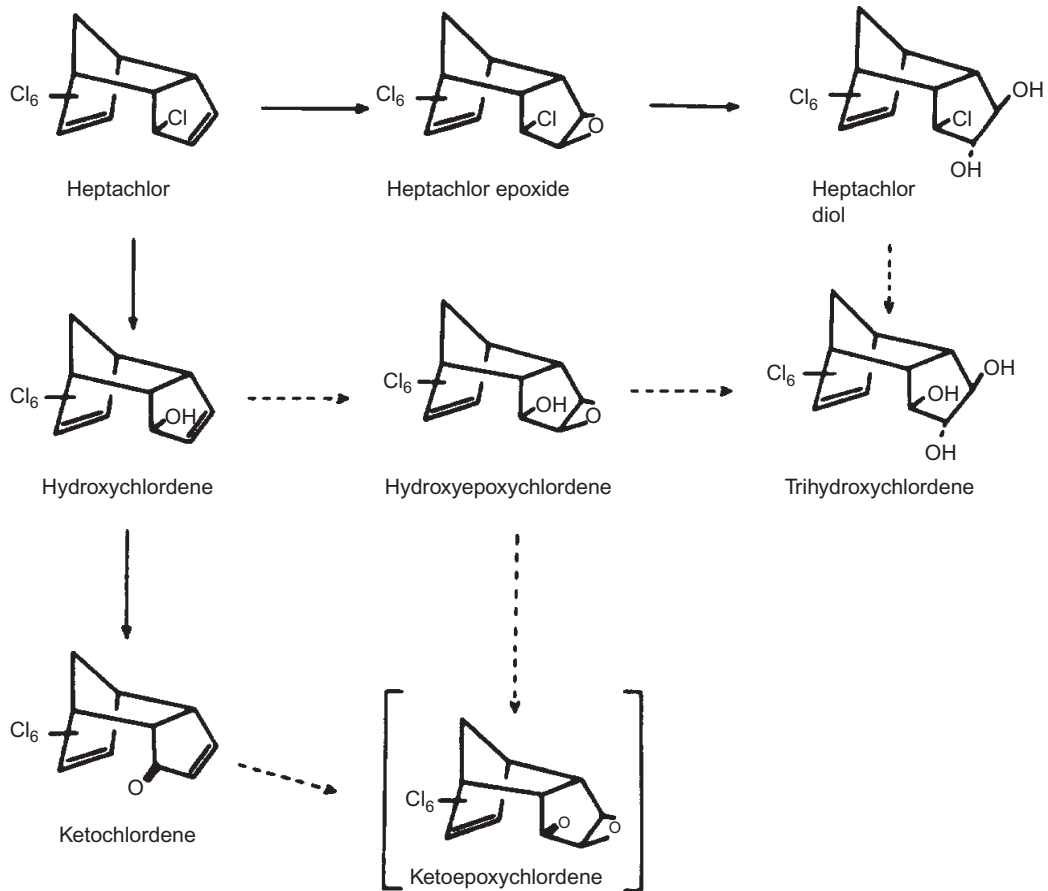 Cl6
Cl
Cl6
Cl
O
Cl6
Cl
OH
OH
Heptachlor
Heptachlor epoxide
Heptachlor
diol
Cl6
OH
Cl6
OH
O
Cl6
OH
OH
OH
Hydroxychlordene
Hydroxyepoxychlordene
Trihydroxychlordene
Cl6
O
Ketochlordene
Cl6
O
O
Ketoepoxychlordene